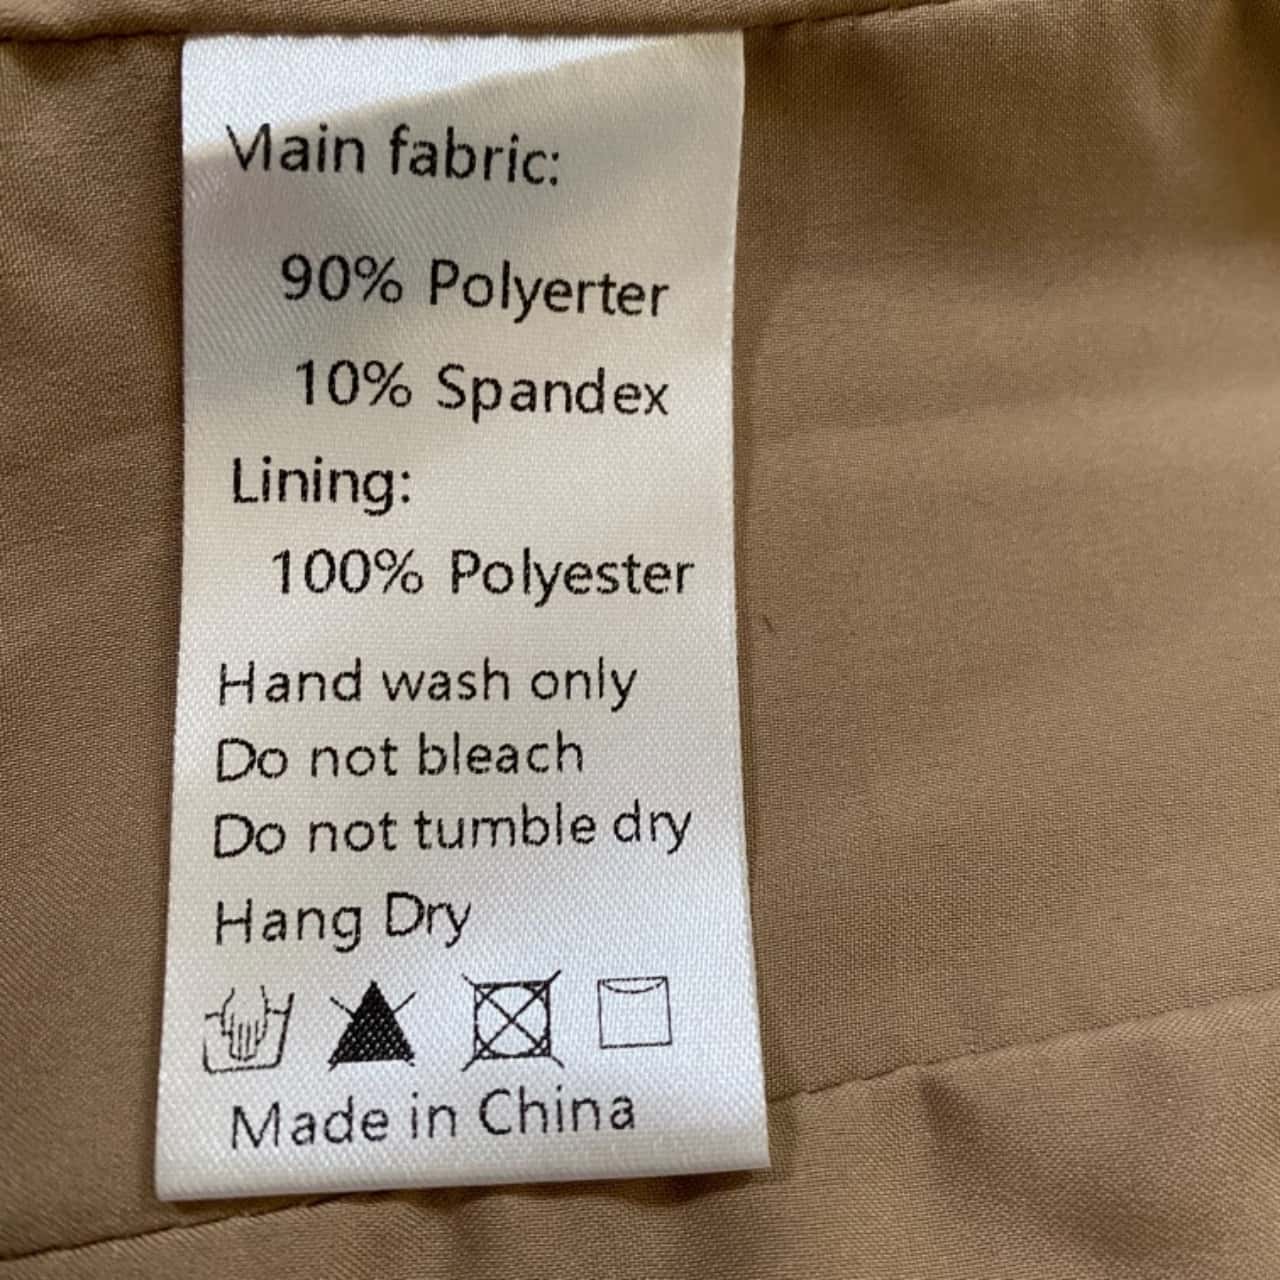 Main fabric:
90% Polyerter
10% Spandex
Lining:
100% Polyester
Hand wash only
Do not bleach
Do not tumble dry
Hang Dry
Made in China